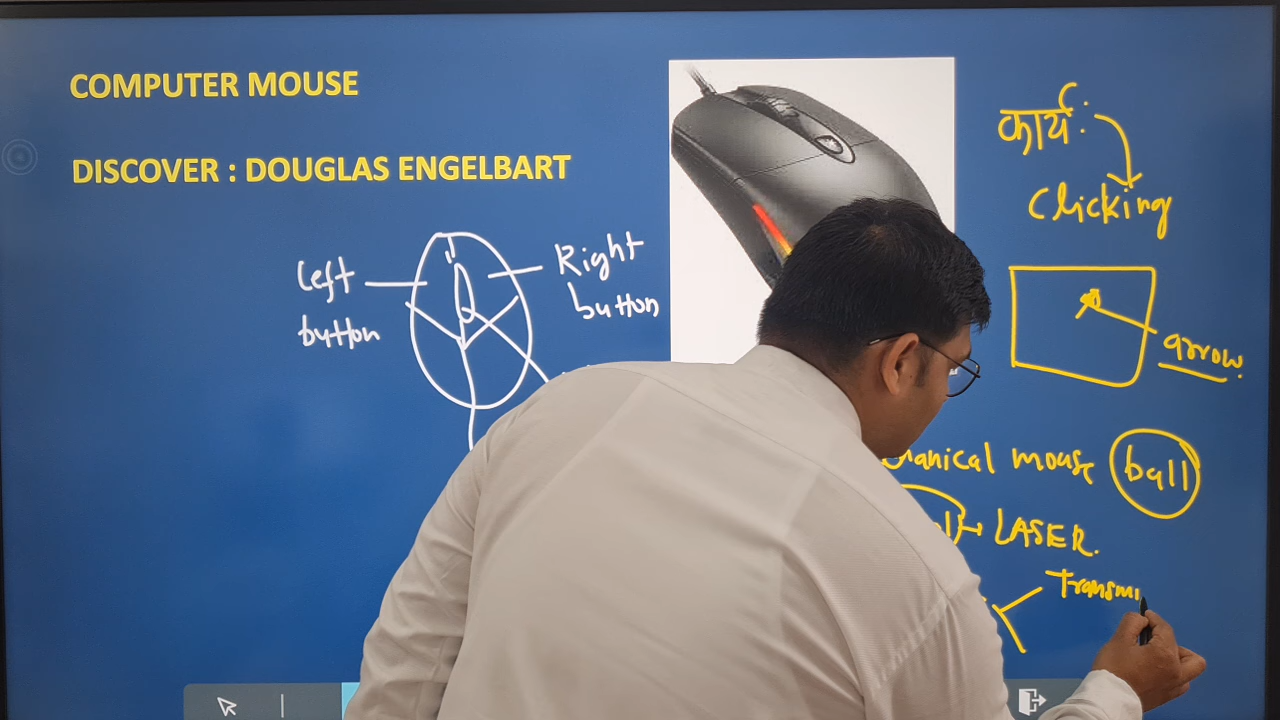 COMPUTER MOUSE
DISCOVER : DOUGLAS ENGELBART
Left
button
Right
button
कार्य :
Clicking
arrow.
mouse
ball
LASER.